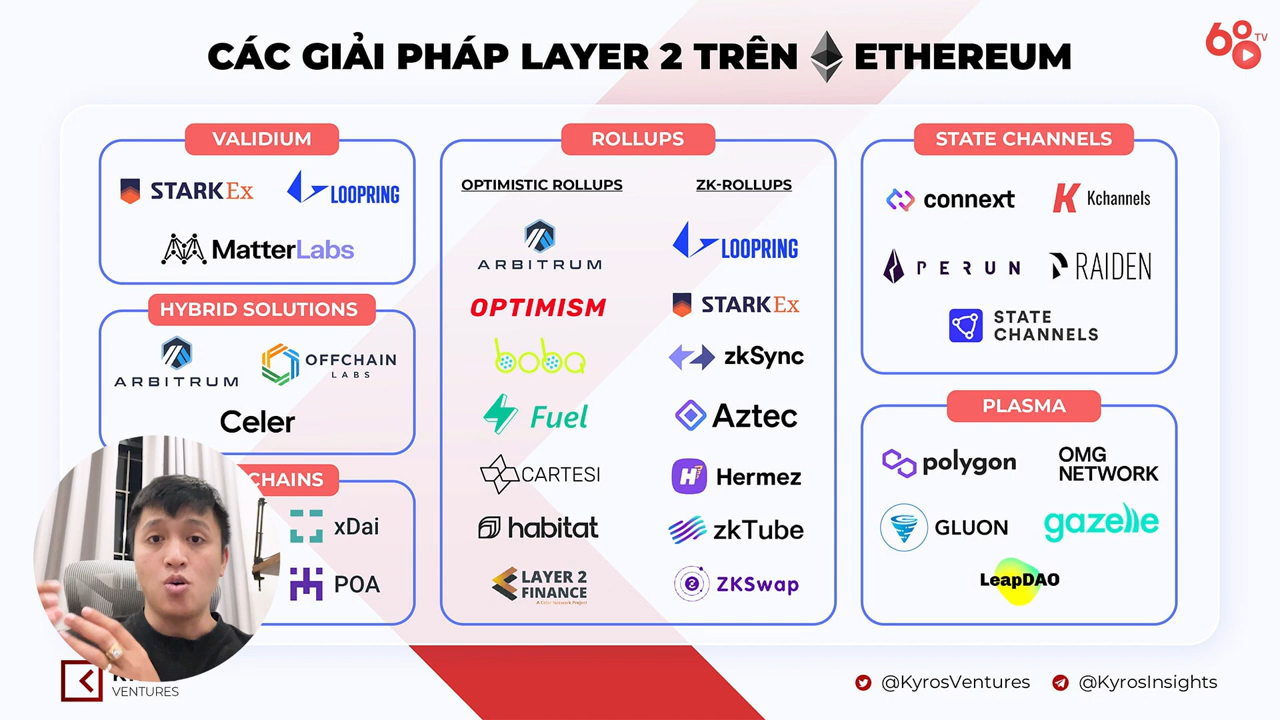 CÁC GIẢI PHÁP LAYER 2 TRÊN ETHEREUM
68 TV
VALIDIUM
STARKEx
LOOPRING
MatterLabs
HYBRID SOLUTIONS
ARBITRUM
OFFCHAIN
LABS
Celer
CHAINS
xDai
POA
ROLLUPS
OPTIMISTIC ROLLUPS
ARBITRUM
OPTIMISM
boba
Fuel
CARTESI
habitat
LAYER 2
FINANCE
ZK-ROLLUPS
LOOPRING
STARKEx
zkSync
Aztec
Hermez
zkTube
ZKSwap
STATE CHANNELS
connext
Kchannels
PERUN
RAIDEN
STATE
CHANNELS
PLASMA
polygon
OMG
NETWORK
GLUON
gazelle
LeapDAO
VENTURES
@KyrosVentures
@KyrosInsights